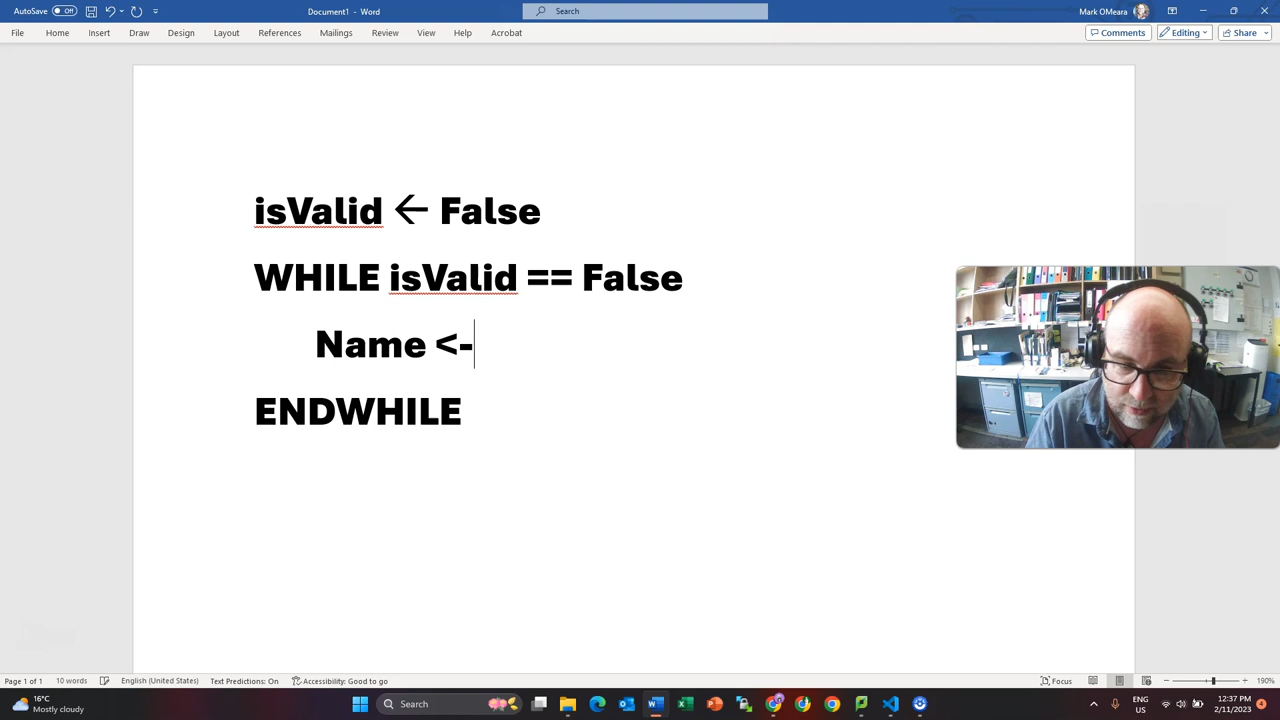 AutoSave Off Document1 - Word Search Mark OMeara
File Home Insert Draw Design Layout References Mailings Review View Help Acrobat Comments Editing Share
isValid ← False
WHILE isValid == False
Name <-
ENDWHILE
Page 1 of 1 10 words English (United States) Text Predictions: On Accessibility: Good to go Focus 190%
16°C
Mostly cloudy
Search
ENG
US
12:37 PM
2/11/2023
4